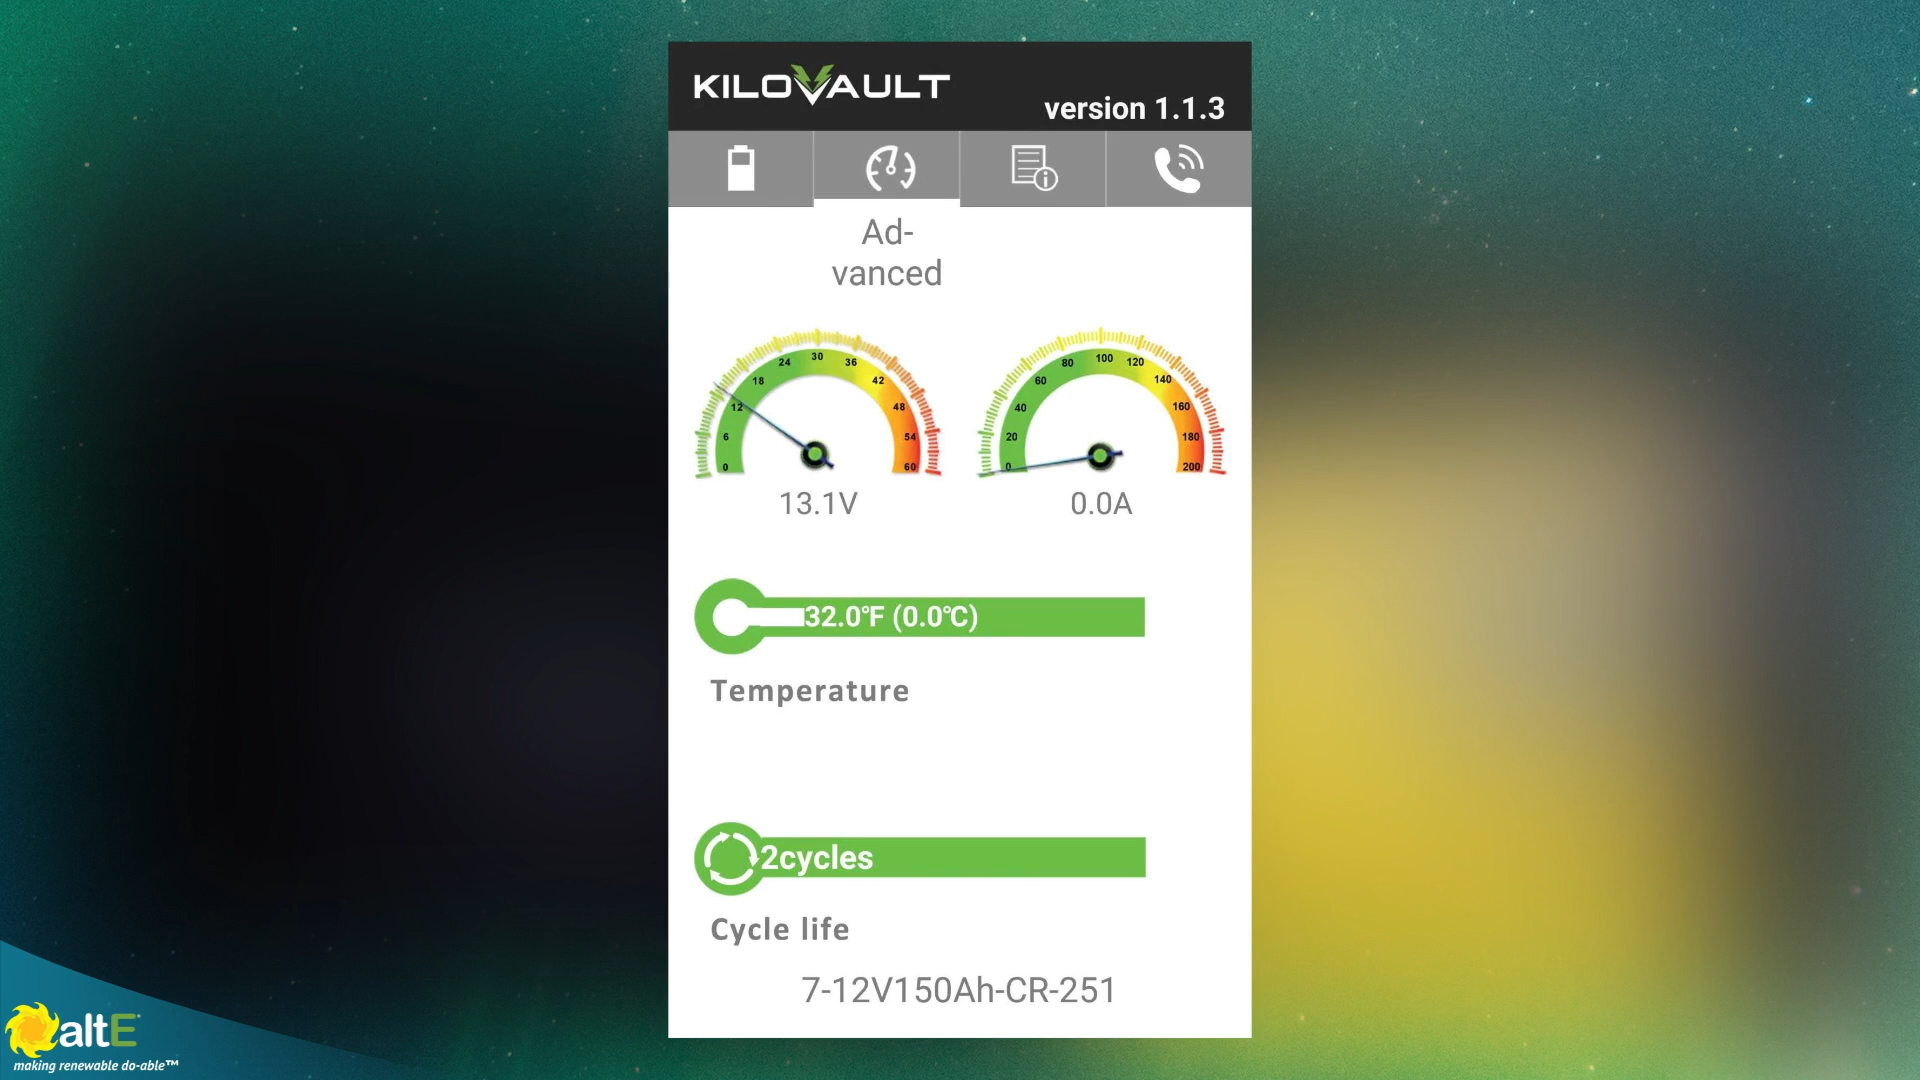 KILOVAULT
version 1.1.3
Ad-
vanced
0 6 12 18 24 30 36 42 48 54 60
0 20 40 60 80 100 120 140 160 180 200
13.1V
0.0A
32.0°F (0.0°C)
Temperature
2cycles
Cycle life
7-12V150Ah-CR-251
altE
making renewable do-able™